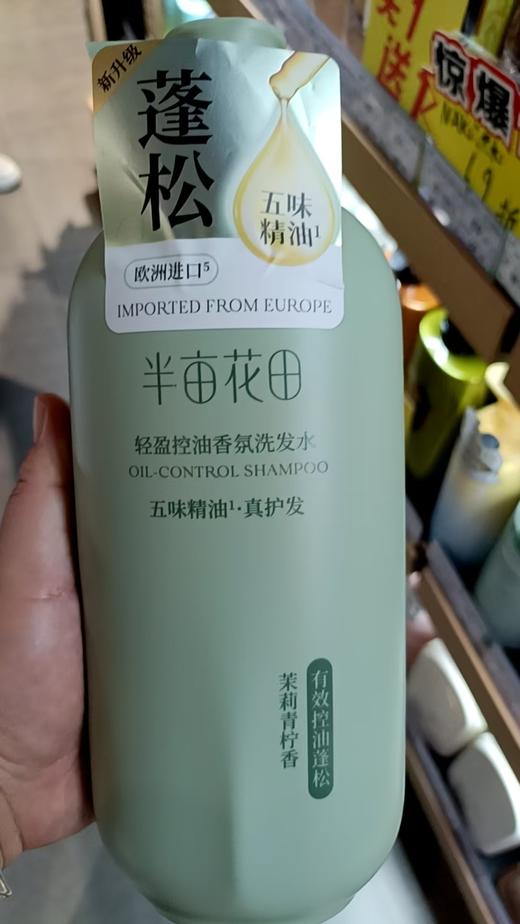 新升级
蓬松
五味
精油¹
欧洲进口⁵
IMPORTED FROM EUROPE
半亩花田
轻盈控油香氛洗发水
OIL-CONTROL SHAMPOO
五味精油¹·真护发
有效控油蓬松
茉莉青柠香
送
惊爆